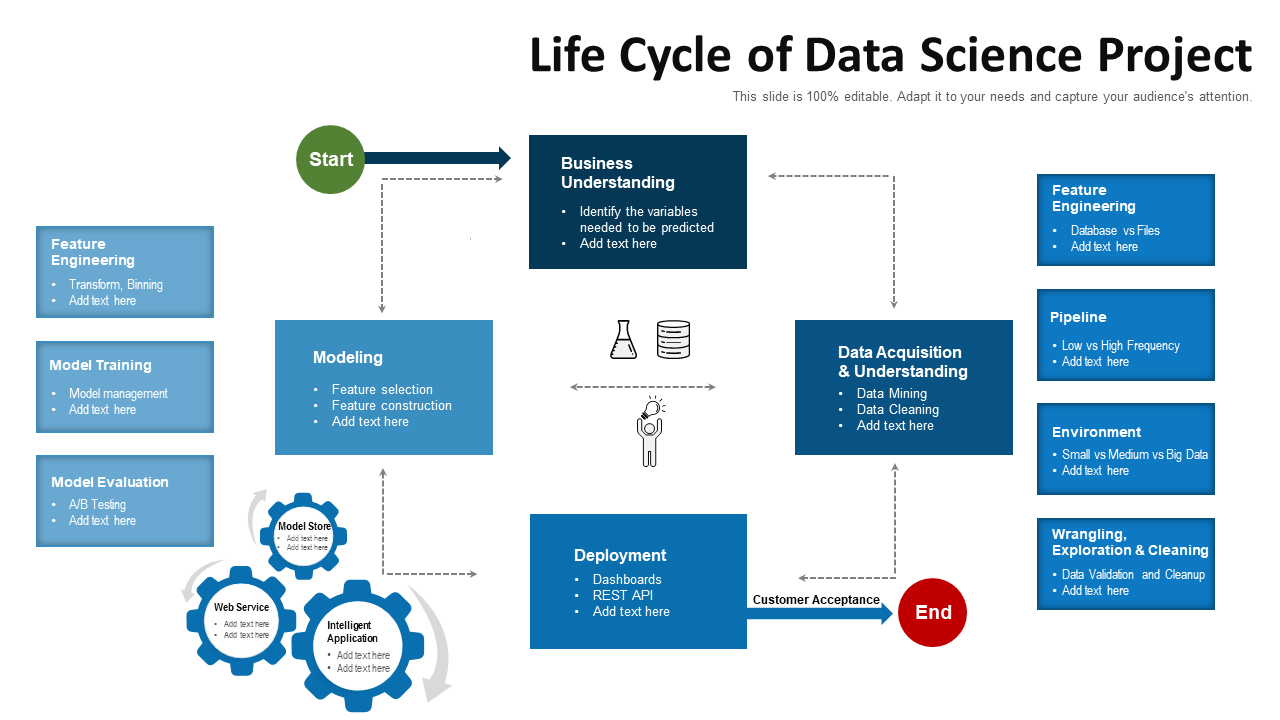 Life Cycle of Data Science Project
This slide is 100% editable. Adapt it to your needs and capture your audience's attention.
Start
Business
Understanding
• Identify the variables
needed to be predicted
• Add text here
Feature
Engineering
• Transform, Binning
• Add text here
Model Training
• Model management
• Add text here
Model Evaluation
• A/B Testing
• Add text here
Modeling
• Feature selection
• Feature construction
• Add text here
Data Acquisition
& Understanding
• Data Mining
• Data Cleaning
• Add text here
Feature
Engineering
• Database vs Files
• Add text here
Pipeline
• Low vs High Frequency
• Add text here
Environment
• Small vs Medium vs Big Data
• Add text here
Wrangling,
Exploration & Cleaning
• Data Validation and Cleanup
• Add text here
Model Store
• Add text here
• Add text here
Web Service
• Add text here
• Add text here
Intelligent
Application
• Add text here
• Add text here
Deployment
• Dashboards
• REST API
• Add text here
Customer Acceptance
End